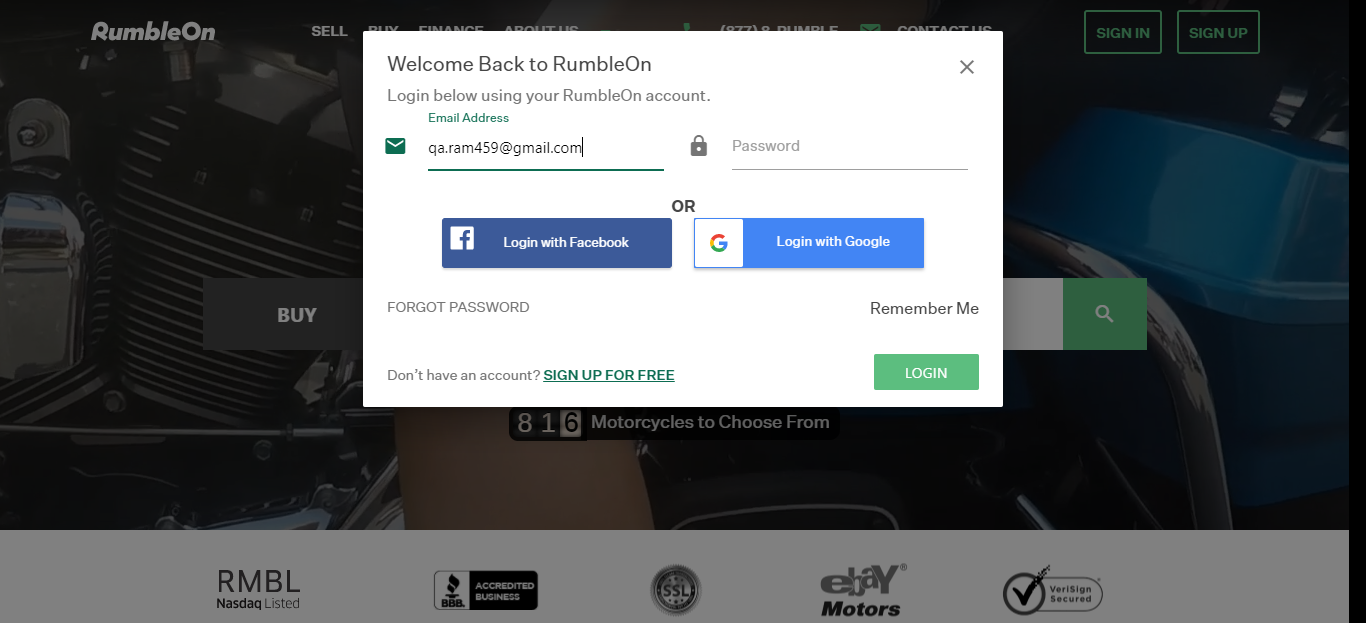 RumbleOn
SELL BUY FINANCE ABOUT US (877) 8-RUMBLE CONTACT US
SIGN IN SIGN UP
Welcome Back to RumbleOn
Login below using your RumbleOn account.
Email Address
qa.ram459@gmail.com
Password
OR
Login with Facebook
Login with Google
BUY
FORGOT PASSWORD
Remember Me
Don't have an account? SIGN UP FOR FREE
LOGIN
816 Motorcycles to Choose From
RMBL
Nasdaq Listed
BBB.
ACCREDITED
BUSINESS
SSL
ebay®
Motors
VeriSign
Secured